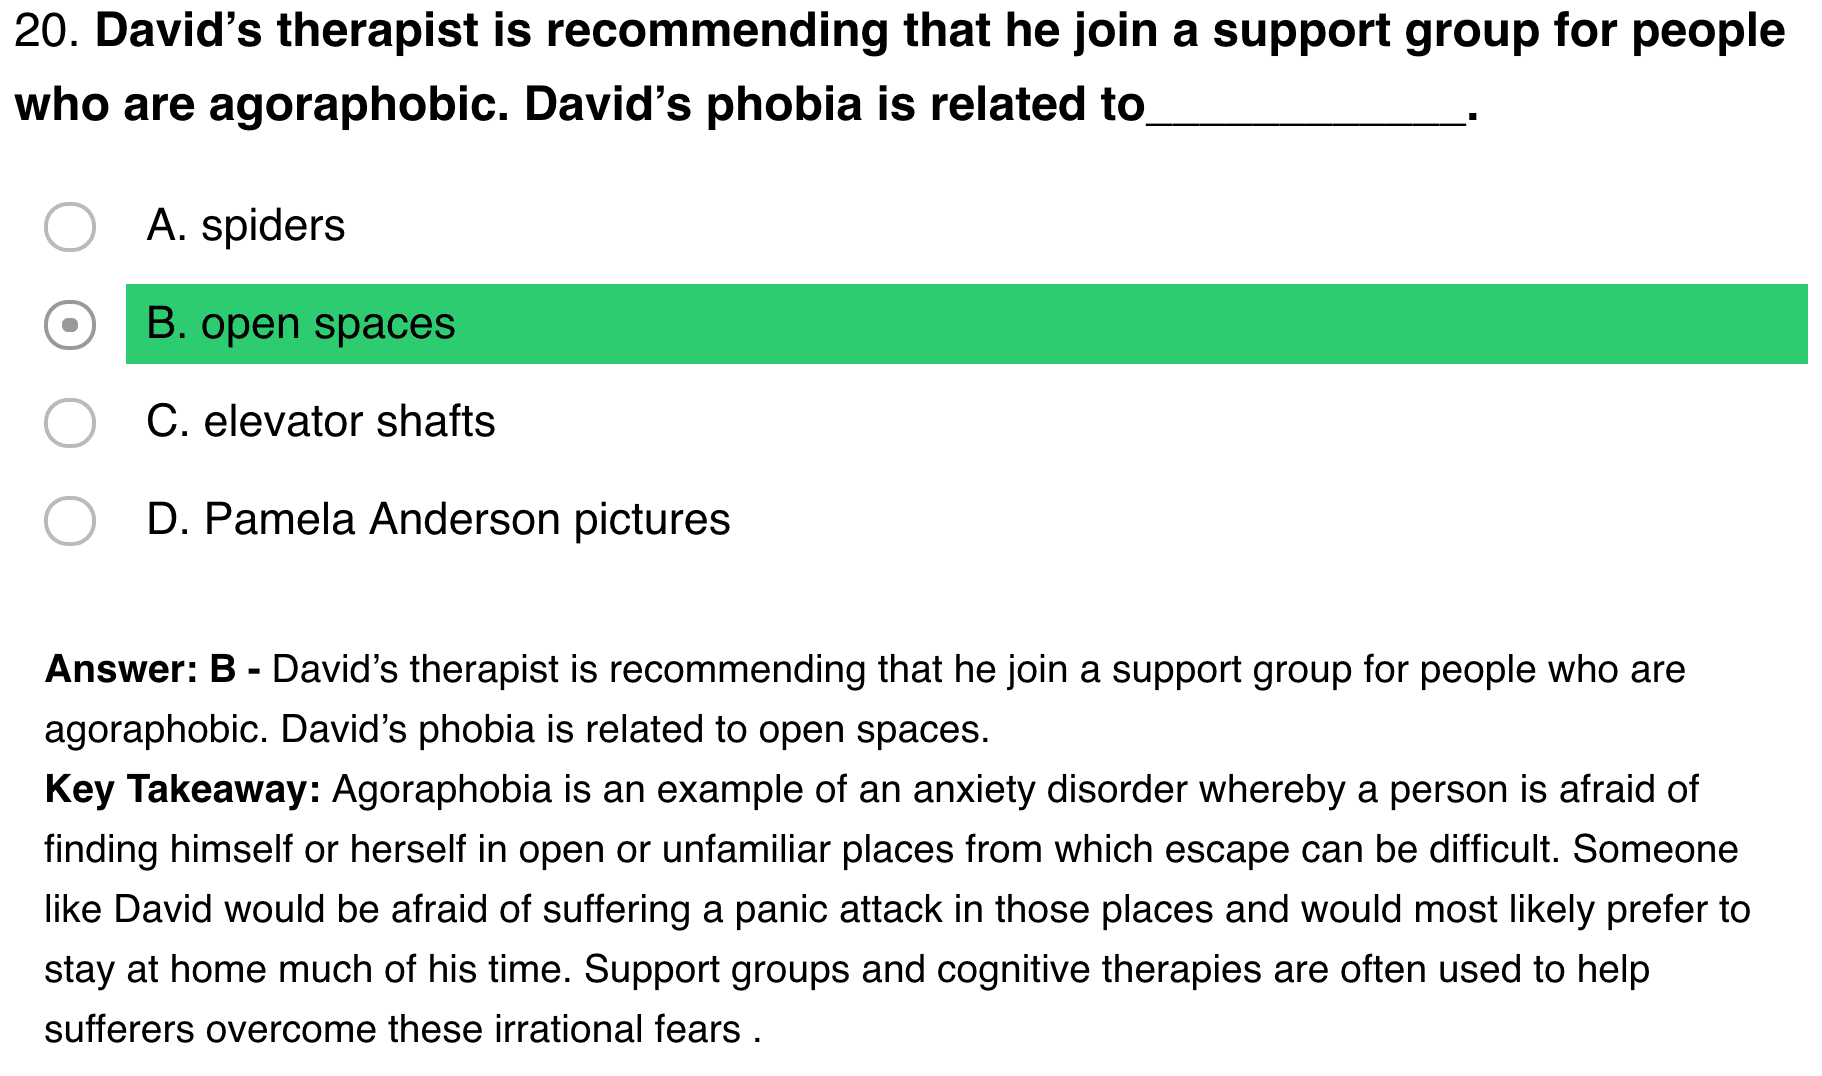 20. David’s therapist is recommending that he join a support group for people
who are agoraphobic. David’s phobia is related to____________.
A. spiders
B. open spaces
C. elevator shafts
D. Pamela Anderson pictures
Answer: B - David’s therapist is recommending that he join a support group for people who are
agoraphobic. David’s phobia is related to open spaces.
Key Takeaway: Agoraphobia is an example of an anxiety disorder whereby a person is afraid of
finding himself or herself in open or unfamiliar places from which escape can be difficult. Someone
like David would be afraid of suffering a panic attack in those places and would most likely prefer to
stay at home much of his time. Support groups and cognitive therapies are often used to help
sufferers overcome these irrational fears .